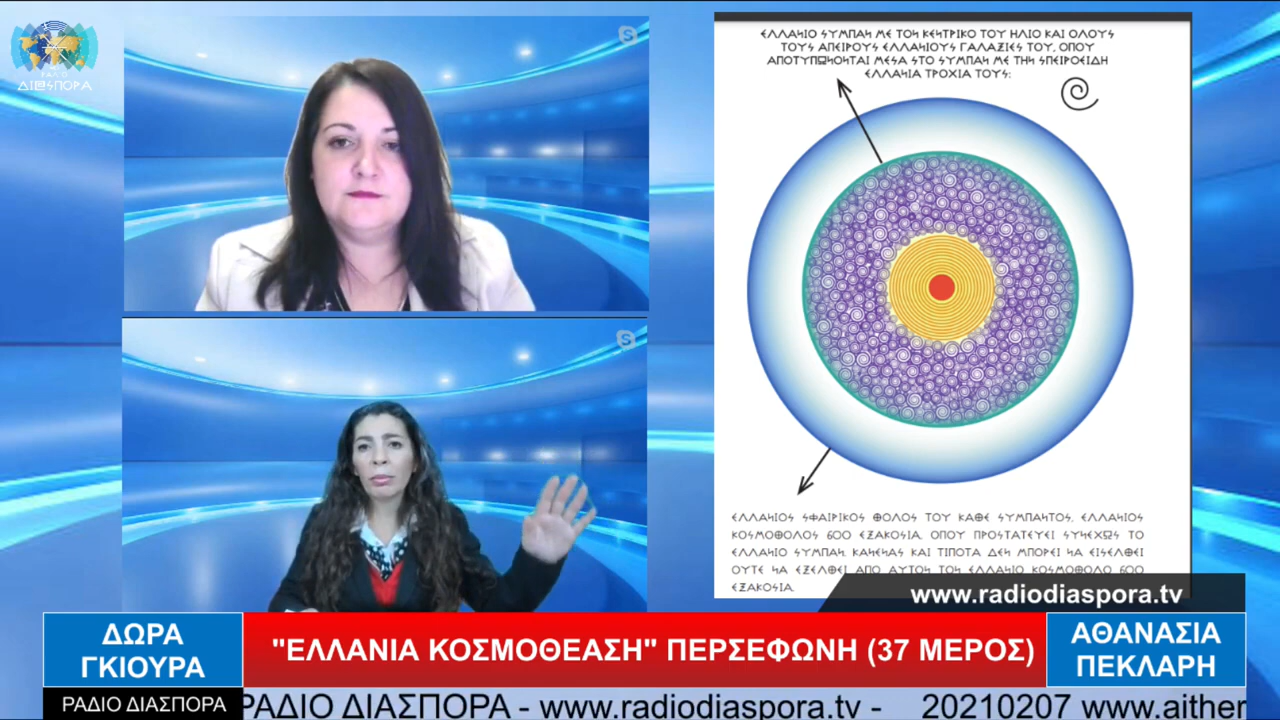 ΡΑΔΙΟ
ΔΙΑΣΠΟΡΑ
ΕΛΛΑΝΙΟ ΣΥΜΠΑΝ ΜΕ ΤΟΝ ΚΕΝΤΡΙΚΟ ΤΟΥ ΗΛΙΟ ΚΑΙ ΟΛΟΥΣ
ΤΟΥΣ ΑΠΕΙΡΟΥΣ ΕΛΛΑΝΙΟΥΣ ΓΑΛΑΞΙΕΣ ΤΟΥ, ΟΠΟΥ
ΑΠΟΤΥΠΩΝΟΝΤΑΙ ΜΕΣΑ ΣΤΟ ΣΥΜΠΑΝ ΜΕ ΤΗΝ ΣΠΕΙΡΟΕΙΔΗ
ΕΛΛΑΝΙΑ ΤΡΟΧΙΑ ΤΟΥΣ:
ΕΛΛΑΝΙΟΣ ΣΦΑΙΡΙΚΟΣ ΘΟΛΟΣ ΤΟΥ ΚΑΘΕ ΣΥΜΠΑΝΤΟΣ, ΕΛΛΑΝΙΟΣ
ΚΟΣΜΟΘΟΛΟΣ 600 ΕΞΑΚΟΣΙΑ, ΟΠΟΥ ΠΡΟΣΤΑΤΕΥΕΙ ΣΥΝΕΧΩΣ ΤΟ
ΕΛΛΑΝΙΟ ΣΥΜΠΑΝ. ΚΑΝΕΝΑΣ ΚΑΙ ΤΙΠΟΤΑ ΔΕΝ ΜΠΟΡΕΙ ΝΑ ΕΙΣΕΛΘΕΙ
ΟΥΤΕ ΝΑ ΕΞΕΛΘΕΙ ΑΠΟ ΑΥΤΟΝ ΤΟΝ ΕΛΛΑΝΙΟ ΚΟΣΜΟΘΟΛΟ 600
ΕΞΑΚΟΣΙΑ.
www.radiodiaspora.tv
ΔΩΡΑ
ΓΚΙΟΥΡΑ
"ΕΛΛΑΝΙΑ ΚΟΣΜΟΘΕΑΣΗ" ΠΕΡΣΕΦΩΝΗ (37 ΜΕΡΟΣ)
ΑΘΑΝΑΣΙΑ
ΠΕΚΛΑΡΗ
ΡΑΔΙΟ ΔΙΑΣΠΟΡΑ
ΡΑΔΙΟ ΔΙΑΣΠΟΡΑ - www.radiodiaspora.tv - 20210207 www.aither